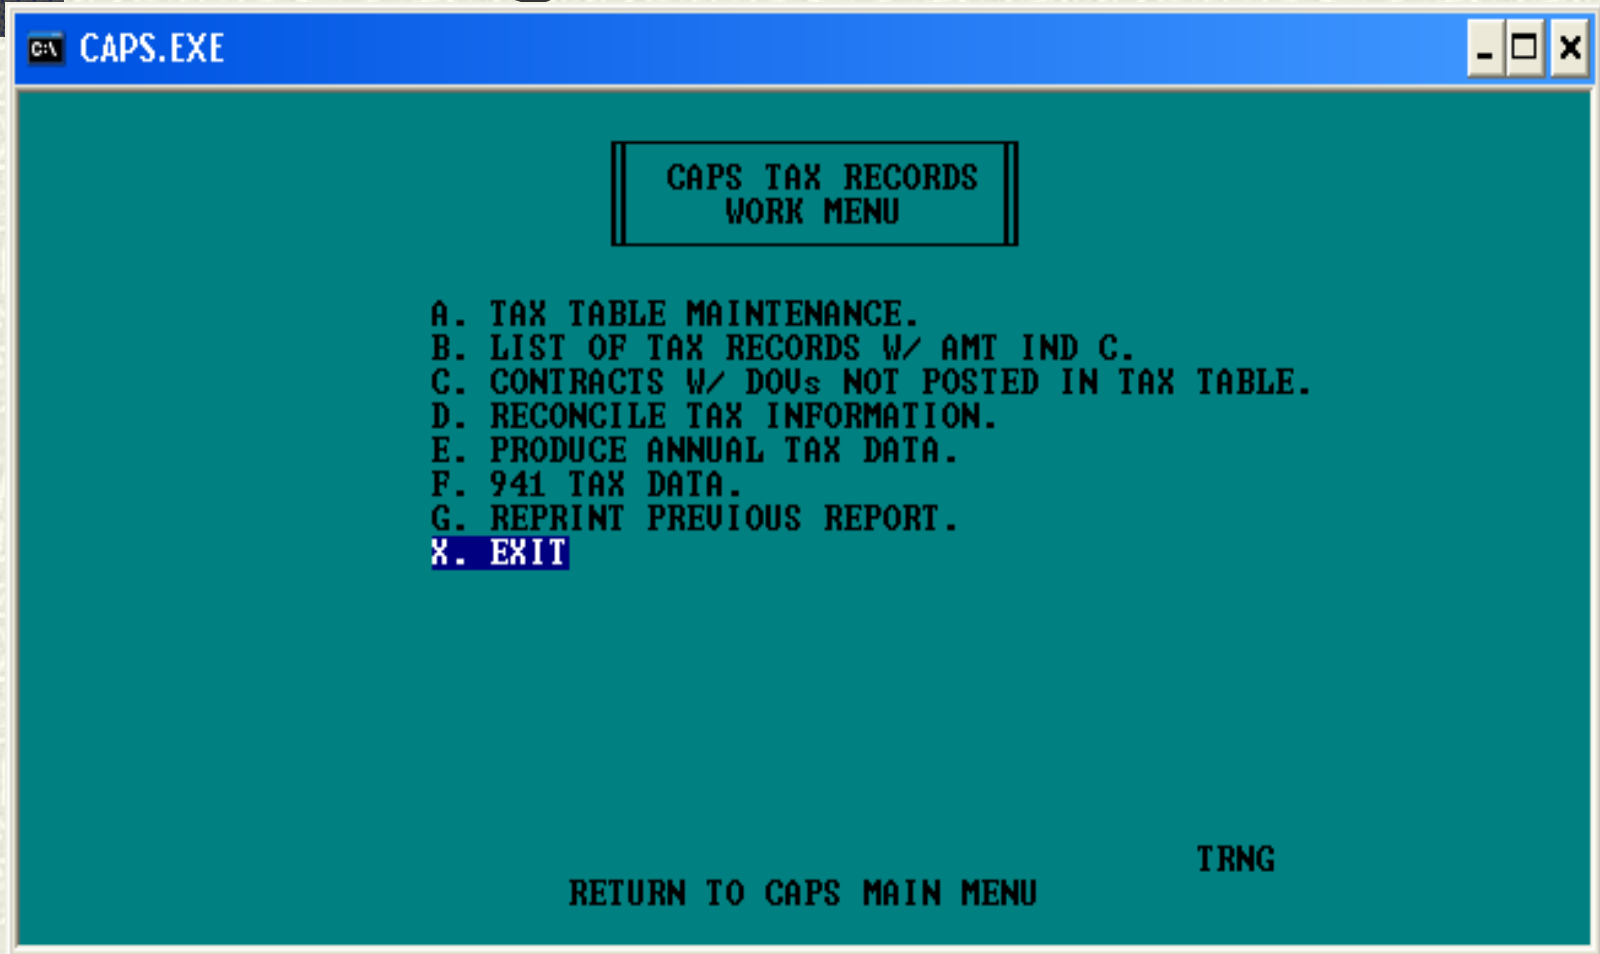 C:\ CAPS.EXE
CAPS TAX RECORDS
WORK MENU
A. TAX TABLE MAINTENANCE.
B. LIST OF TAX RECORDS W/ AMT IND C.
C. CONTRACTS W/ DOVs NOT POSTED IN TAX TABLE.
D. RECONCILE TAX INFORMATION.
E. PRODUCE ANNUAL TAX DATA.
F. 941 TAX DATA.
G. REPRINT PREVIOUS REPORT.
X. EXIT
TRNG
RETURN TO CAPS MAIN MENU